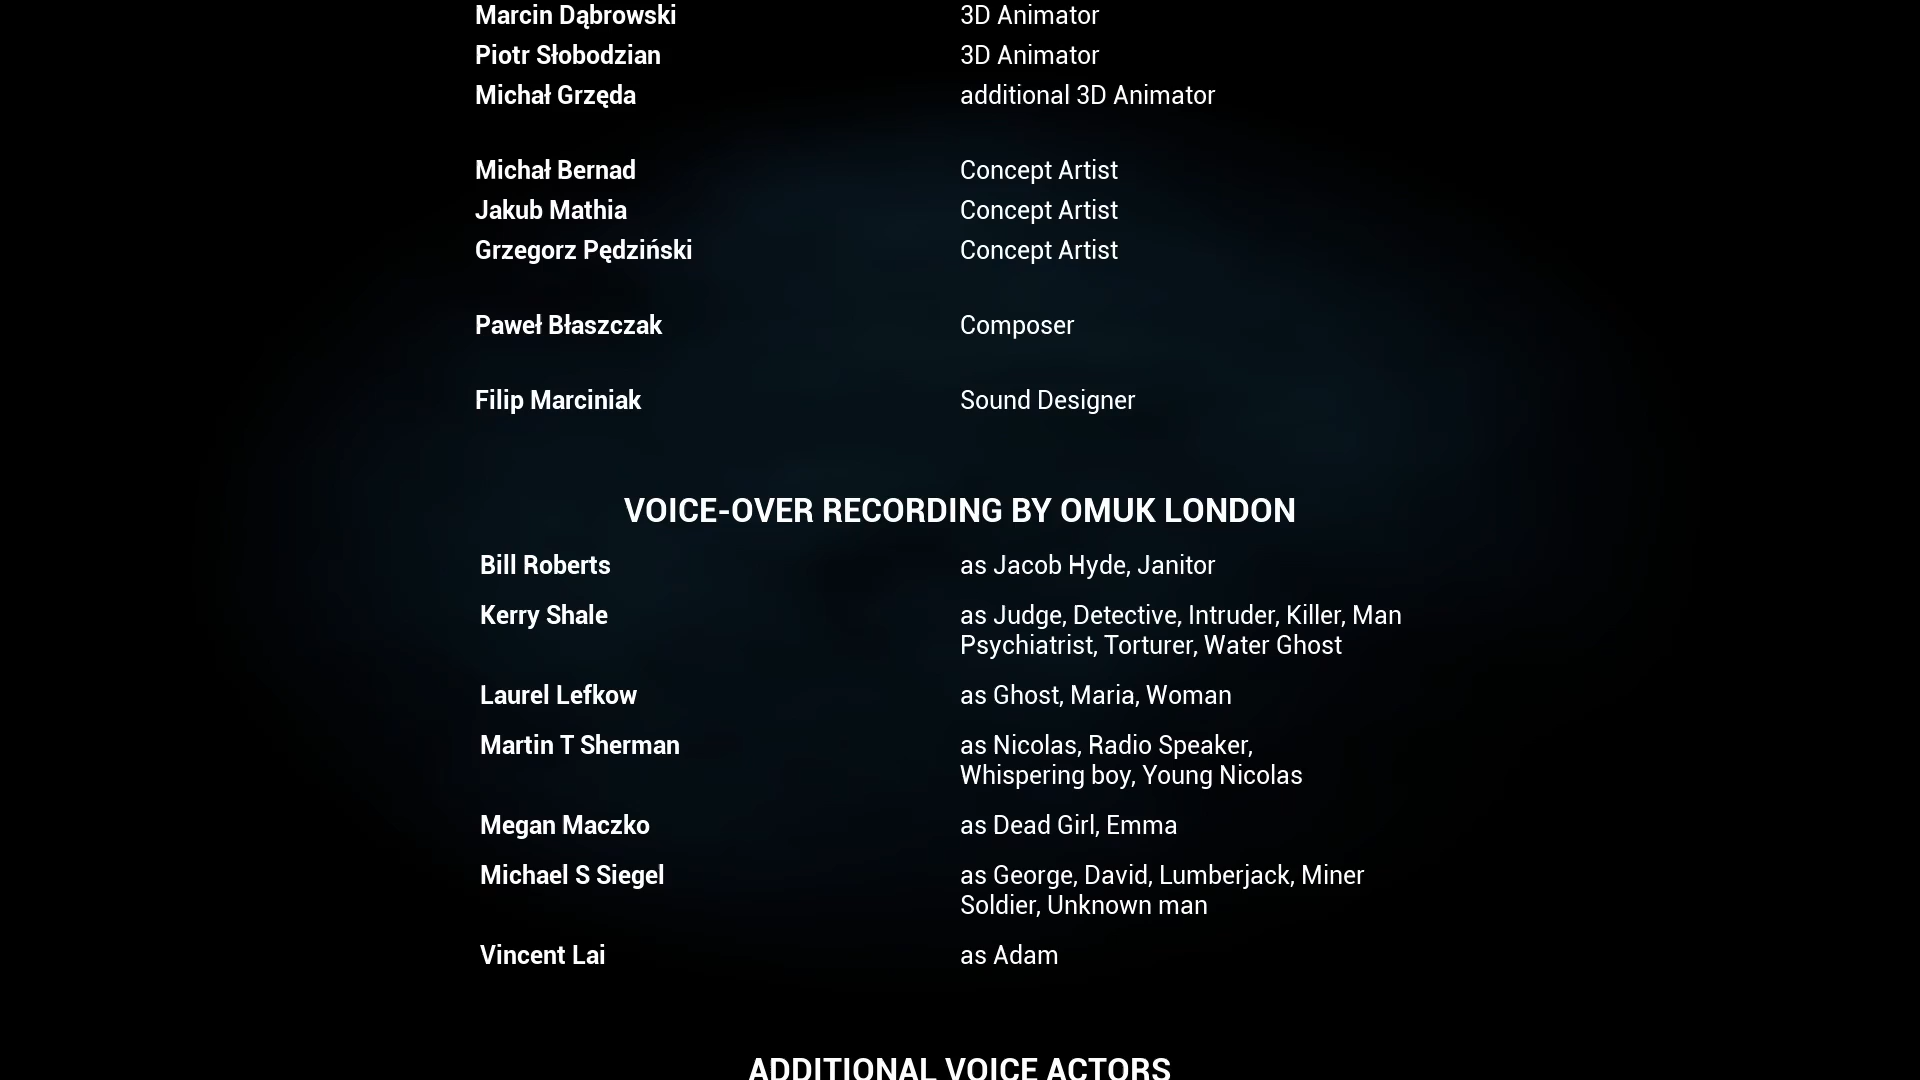 Marcin Dąbrowski 3D Animator
Piotr Słobodzian 3D Animator
Michał Grzęda additional 3D Animator
Michał Bernad Concept Artist
Jakub Mathia Concept Artist
Grzegorz Pędziński Concept Artist
Paweł Błaszczak Composer
Filip Marciniak Sound Designer
VOICE-OVER RECORDING BY OMUK LONDON
Bill Roberts as Jacob Hyde, Janitor
Kerry Shale as Judge, Detective, Intruder, Killer, Man
Psychiatrist, Torturer, Water Ghost
Laurel Lefkow as Ghost, Maria, Woman
Martin T Sherman as Nicolas, Radio Speaker,
Whispering boy, Young Nicolas
Megan Maczko as Dead Girl, Emma
Michael S Siegel as George, David, Lumberjack, Miner
Soldier, Unknown man
Vincent Lai as Adam
ADDITIONAL VOICE ACTORS